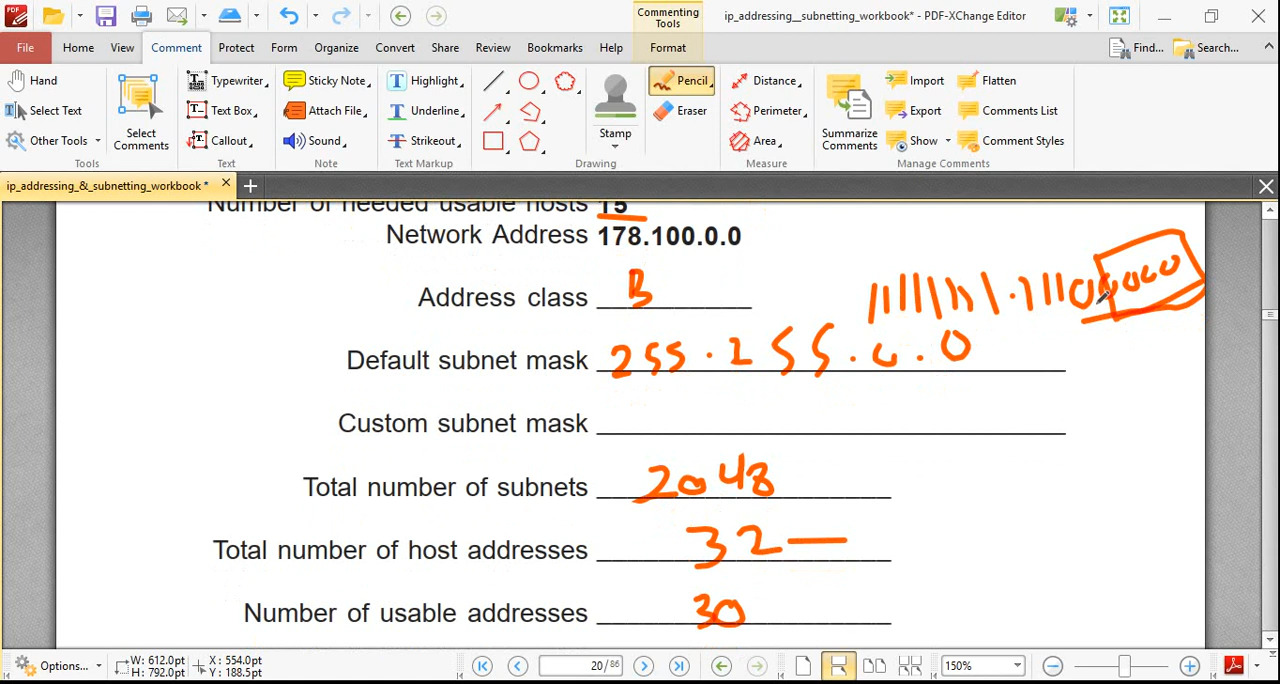 Commenting Tools
ip_addressing__subnetting_workbook* - PDF-XChange Editor
File Home View Comment Protect Form Organize Convert Share Review Bookmarks Help Format Find... Search...
Hand Typewriter Sticky Note Highlight Pencil Distance Import Flatten
Select Text Text Box Attach File Underline Eraser Perimeter Export Comments List
Other Tools Select Comments Callout Sound Strikeout Stamp Area Summarize Comments Show Comment Styles
Tools Text Note Text Markup Drawing Measure Manage Comments
ip_addressing_&_subnetting_workbook *
Number of needed usable hosts 15
Network Address 178.100.0.0
Address class B
Default subnet mask 255.255.0.0
Custom subnet mask
Total number of subnets 2048
Total number of host addresses 32
Number of usable addresses 30
Options... W: 612.0pt H: 792.0pt X: 554.0pt Y: 188.5pt 20/86 150%